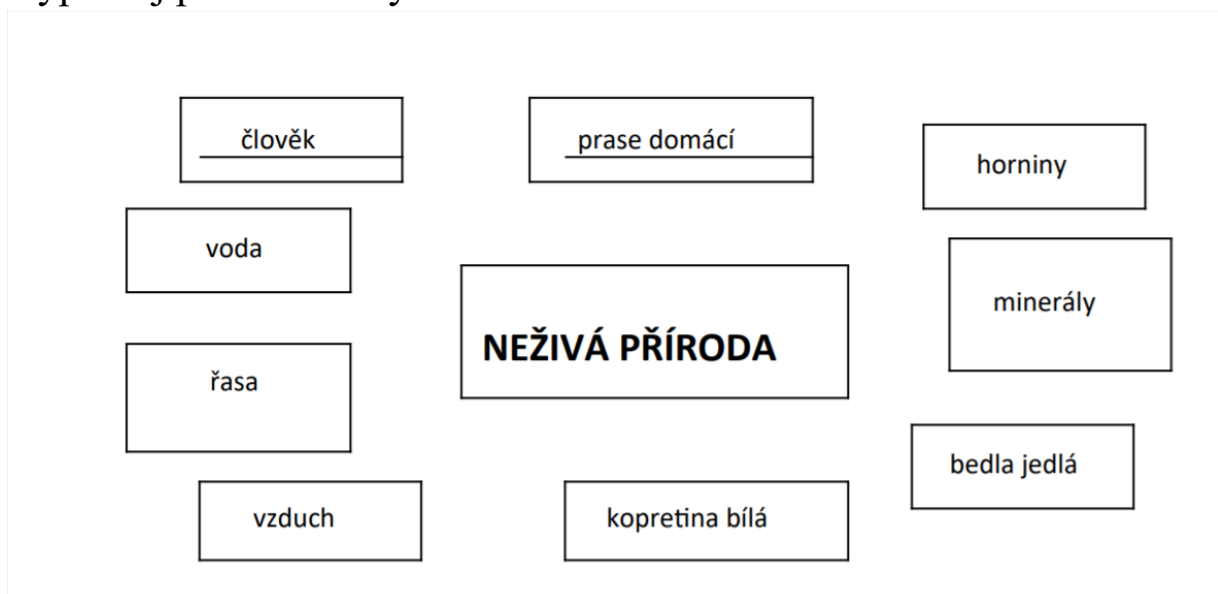 člověk
prase domácí
horniny
voda
minerály
NEŽIVÁ PŘÍRODA
řasa
bedla jedlá
vzduch
kopretina bílá